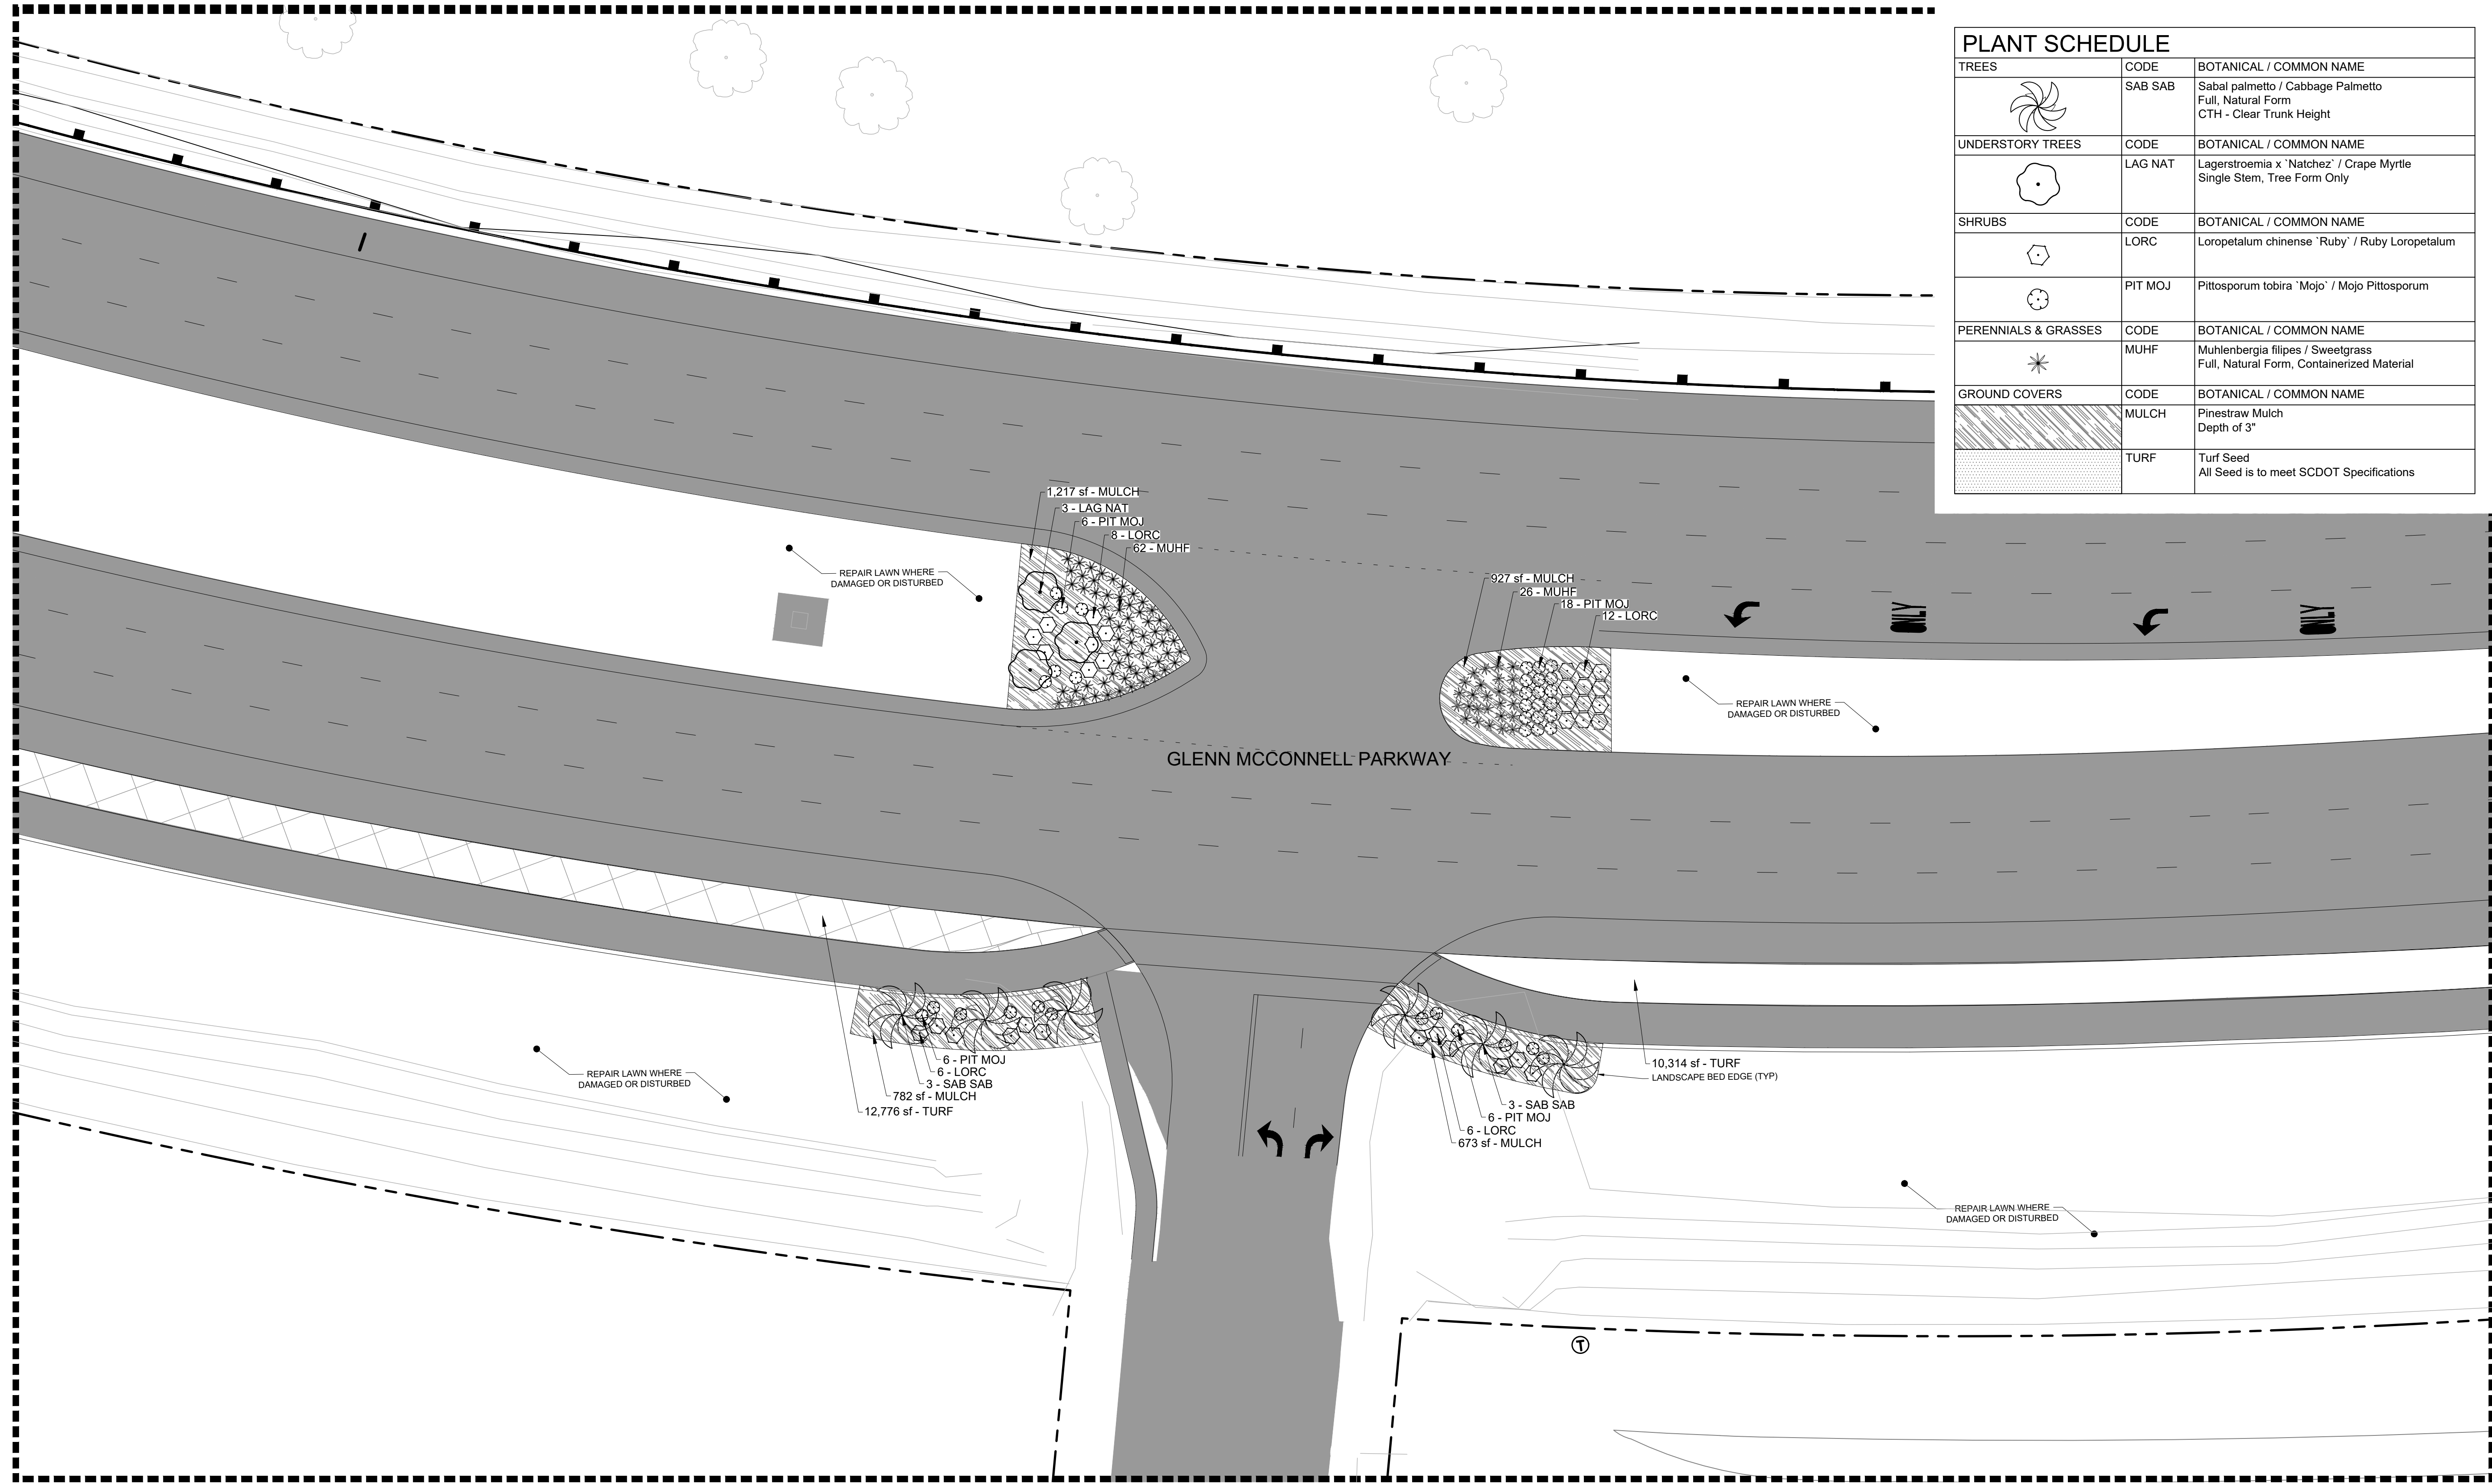 PLANT SCHEDULE
TREES CODE BOTANICAL / COMMON NAME
SAB SAB Sabal palmetto / Cabbage Palmetto
Full, Natural Form
CTH - Clear Trunk Height
UNDERSTORY TREES CODE BOTANICAL / COMMON NAME
LAG NAT Lagerstroemia x `Natchez` / Crape Myrtle
Single Stem, Tree Form Only
SHRUBS CODE BOTANICAL / COMMON NAME
LORC Loropetalum chinense `Ruby` / Ruby Loropetalum
PIT MOJ Pittosporum tobira `Mojo` / Mojo Pittosporum
PERENNIALS & GRASSES CODE BOTANICAL / COMMON NAME
MUHF Muhlenbergia filipes / Sweetgrass
Full, Natural Form, Containerized Material
GROUND COVERS CODE BOTANICAL / COMMON NAME
MULCH Pinestraw Mulch
Depth of 3"
TURF Turf Seed
All Seed is to meet SCDOT Specifications
1,217 sf - MULCH
3 - LAG NAT
6 - PIT MOJ
8 - LORC
62 - MUHF
REPAIR LAWN WHERE
DAMAGED OR DISTURBED
927 sf - MULCH
26 - MUHF
18 - PIT MOJ
12 - LORC
REPAIR LAWN WHERE
DAMAGED OR DISTURBED
GLENN MCCONNELL PARKWAY
6 - PIT MOJ
6 - LORC
3 - SAB SAB
782 sf - MULCH
12,776 sf - TURF
REPAIR LAWN WHERE
DAMAGED OR DISTURBED
10,314 sf - TURF
LANDSCAPE BED EDGE (TYP)
3 - SAB SAB
6 - PIT MOJ
6 - LORC
673 sf - MULCH
REPAIR LAWN WHERE
DAMAGED OR DISTURBED
T